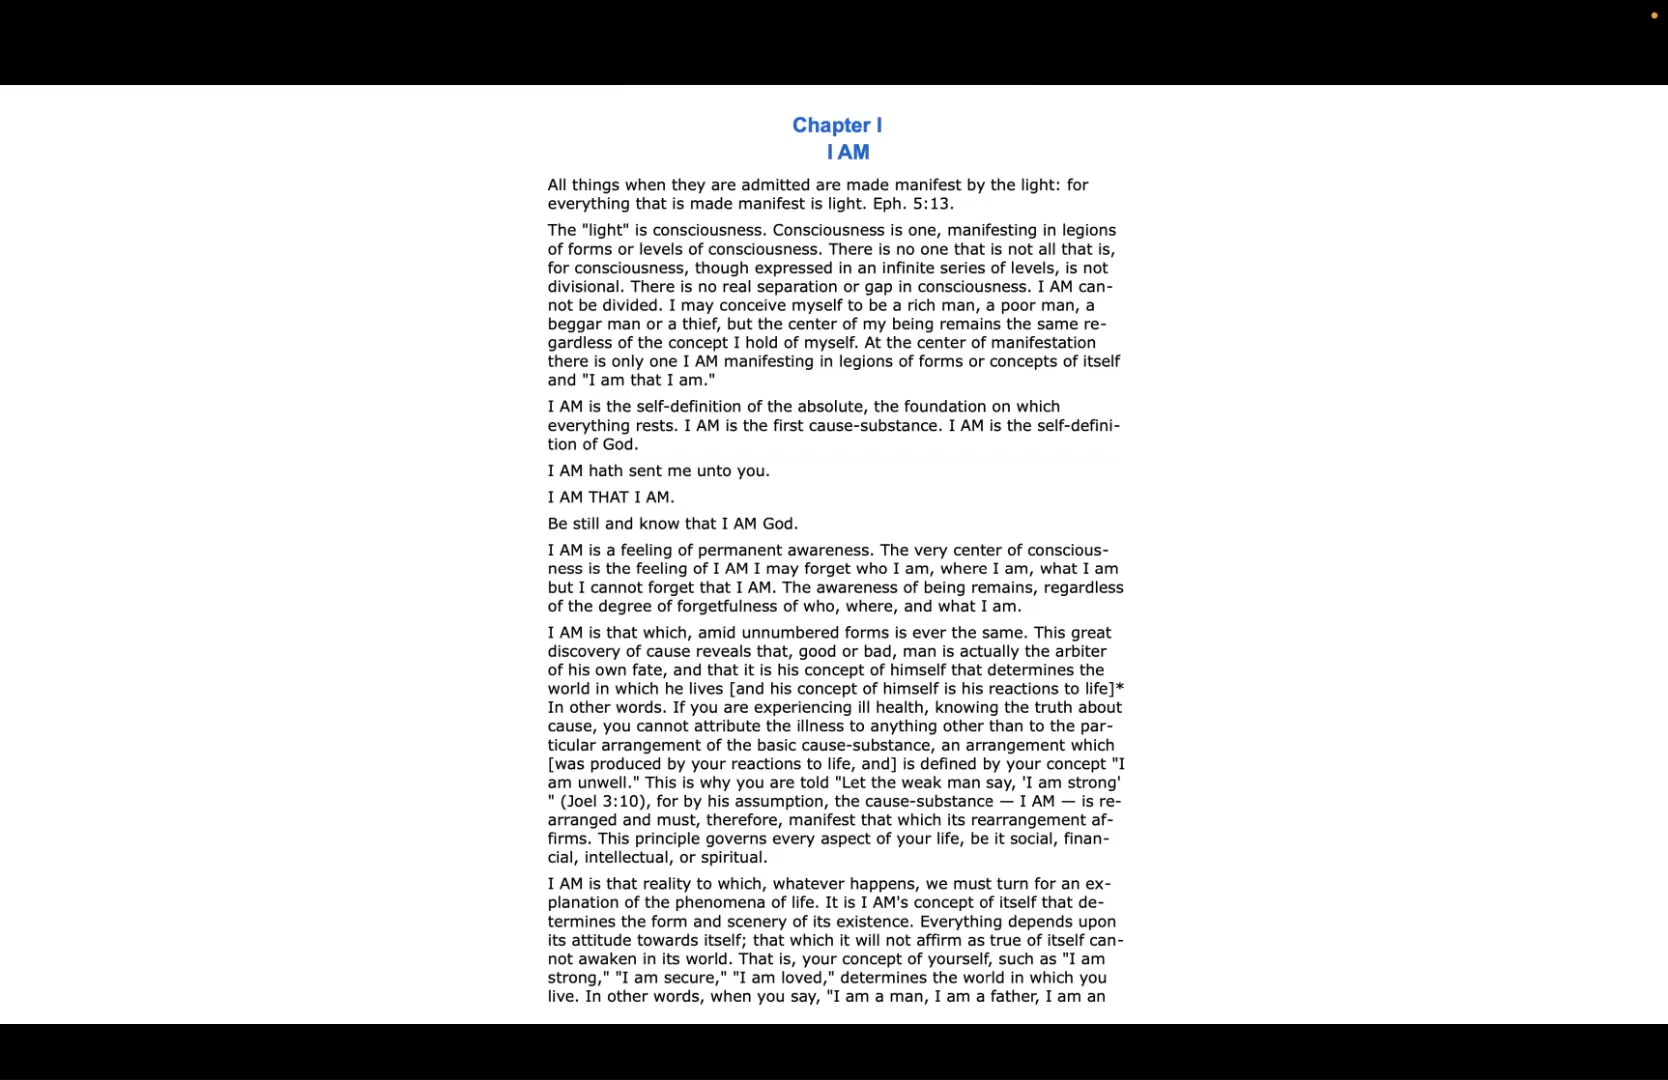 Chapter I
I AM
All things when they are admitted are made manifest by the light: for
everything that is made manifest is light. Eph. 5:13.
The "light" is consciousness. Consciousness is one, manifesting in legions
of forms or levels of consciousness. There is no one that is not all that is,
for consciousness, though expressed in an infinite series of levels, is not
divisional. There is no real separation or gap in consciousness. I AM can-
not be divided. I may conceive myself to be a rich man, a poor man, a
beggar man or a thief, but the center of my being remains the same re-
gardless of the concept I hold of myself. At the center of manifestation
there is only one I AM manifesting in legions of forms or concepts of itself
and "I am that I am."
I AM is the self-definition of the absolute, the foundation on which
everything rests. I AM is the first cause-substance. I AM is the self-defini-
tion of God.
I AM hath sent me unto you.
I AM THAT I AM.
Be still and know that I AM God.
I AM is a feeling of permanent awareness. The very center of conscious-
ness is the feeling of I AM I may forget who I am, where I am, what I am
but I cannot forget that I AM. The awareness of being remains, regardless
of the degree of forgetfulness of who, where, and what I am.
I AM is that which, amid unnumbered forms is ever the same. This great
discovery of cause reveals that, good or bad, man is actually the arbiter
of his own fate, and that it is his concept of himself that determines the
world in which he lives [and his concept of himself is his reactions to life]*
In other words. If you are experiencing ill health, knowing the truth about
cause, you cannot attribute the illness to anything other than to the par-
ticular arrangement of the basic cause-substance, an arrangement which
[was produced by your reactions to life, and] is defined by your concept "I
am unwell." This is why you are told "Let the weak man say, 'I am strong'
" (Joel 3:10), for by his assumption, the cause-substance — I AM — is re-
arranged and must, therefore, manifest that which its rearrangement af-
firms. This principle governs every aspect of your life, be it social, finan-
cial, intellectual, or spiritual.
I AM is that reality to which, whatever happens, we must turn for an ex-
planation of the phenomena of life. It is I AM's concept of itself that de-
termines the form and scenery of its existence. Everything depends upon
its attitude towards itself; that which it will not affirm as true of itself can-
not awaken in its world. That is, your concept of yourself, such as "I am
strong," "I am secure," "I am loved," determines the world in which you
live. In other words, when you say, "I am a man, I am a father, I am an